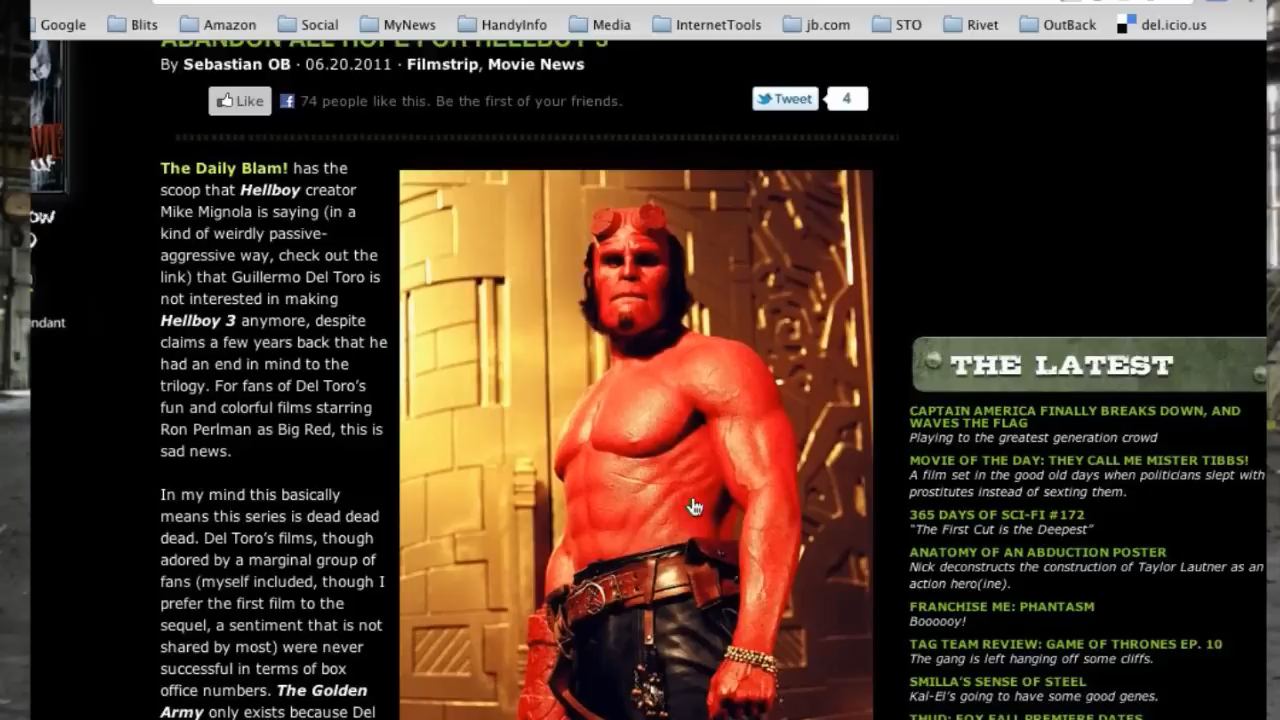 Google Blits Amazon Social MyNews HandyInfo Media InternetTools jb.com STO Rivet OutBack del.icio.us
ABANDON ALL HOPE FOR HELLBOY 3
By Sebastian OB · 06.20.2011 · Filmstrip, Movie News
Like 74 people like this. Be the first of your friends.
Tweet 4
The Daily Blam! has the
scoop that Hellboy creator
Mike Mignola is saying (in a
kind of weirdly passive-
aggressive way, check out the
link) that Guillermo Del Toro is
not interested in making
Hellboy 3 anymore, despite
claims a few years back that he
had an end in mind to the
trilogy. For fans of Del Toro's
fun and colorful films starring
Ron Perlman as Big Red, this is
sad news.
In my mind this basically
means this series is dead dead
dead. Del Toro's films, though
adored by a marginal group of
fans (myself included, though I
prefer the first film to the
sequel, a sentiment that is not
shared by most) were never
successful in terms of box
office numbers. The Golden
Army only exists because Del
THE LATEST
CAPTAIN AMERICA FINALLY BREAKS DOWN, AND
WAVES THE FLAG
Playing to the greatest generation crowd
MOVIE OF THE DAY: THEY CALL ME MISTER TIBBS!
A film set in the good old days when politicians slept with
prostitutes instead of sexting them.
365 DAYS OF SCI-FI #172
"The First Cut is the Deepest"
ANATOMY OF AN ABDUCTION POSTER
Nick deconstructs the construction of Taylor Lautner as an
action hero(ine).
FRANCHISE ME: PHANTASM
Boooooy!
TAG TEAM REVIEW: GAME OF THRONES EP. 10
The gang is left hanging off some cliffs.
SMILLA'S SENSE OF STEEL
Kal-El's going to have some good genes.
THUD: FOX FALL PREMIERE DATES
ow
ndant